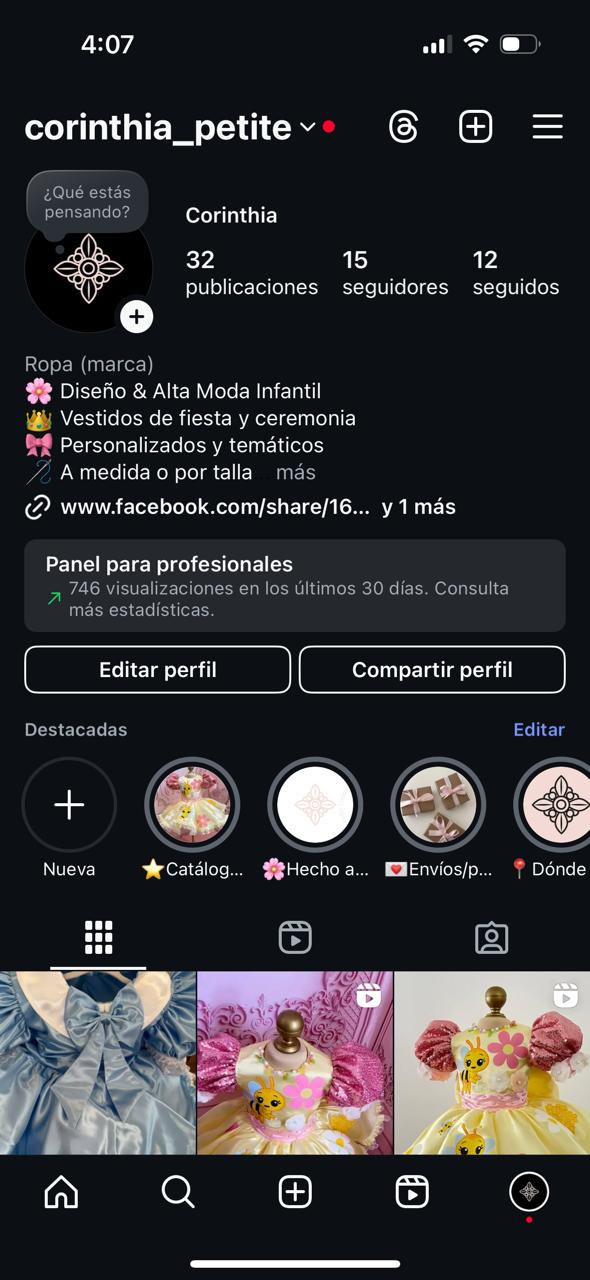 4:07
corinthia_petite
¿Qué estás
pensando?
Corinthia
32 15 12
publicaciones seguidores seguidos
Ropa (marca)
🌸 Diseño & Alta Moda Infantil
👑 Vestidos de fiesta y ceremonia
🎀 Personalizados y temáticos
🪡 A medida o por talla... más
www.facebook.com/share/16... y 1 más
Panel para profesionales
746 visualizaciones en los últimos 30 días. Consulta
más estadísticas.
Editar perfil Compartir perfil
Destacadas Editar
Nueva ⭐Catálog... 🌸Hecho a... 💌Envíos/p... 📍Dónde